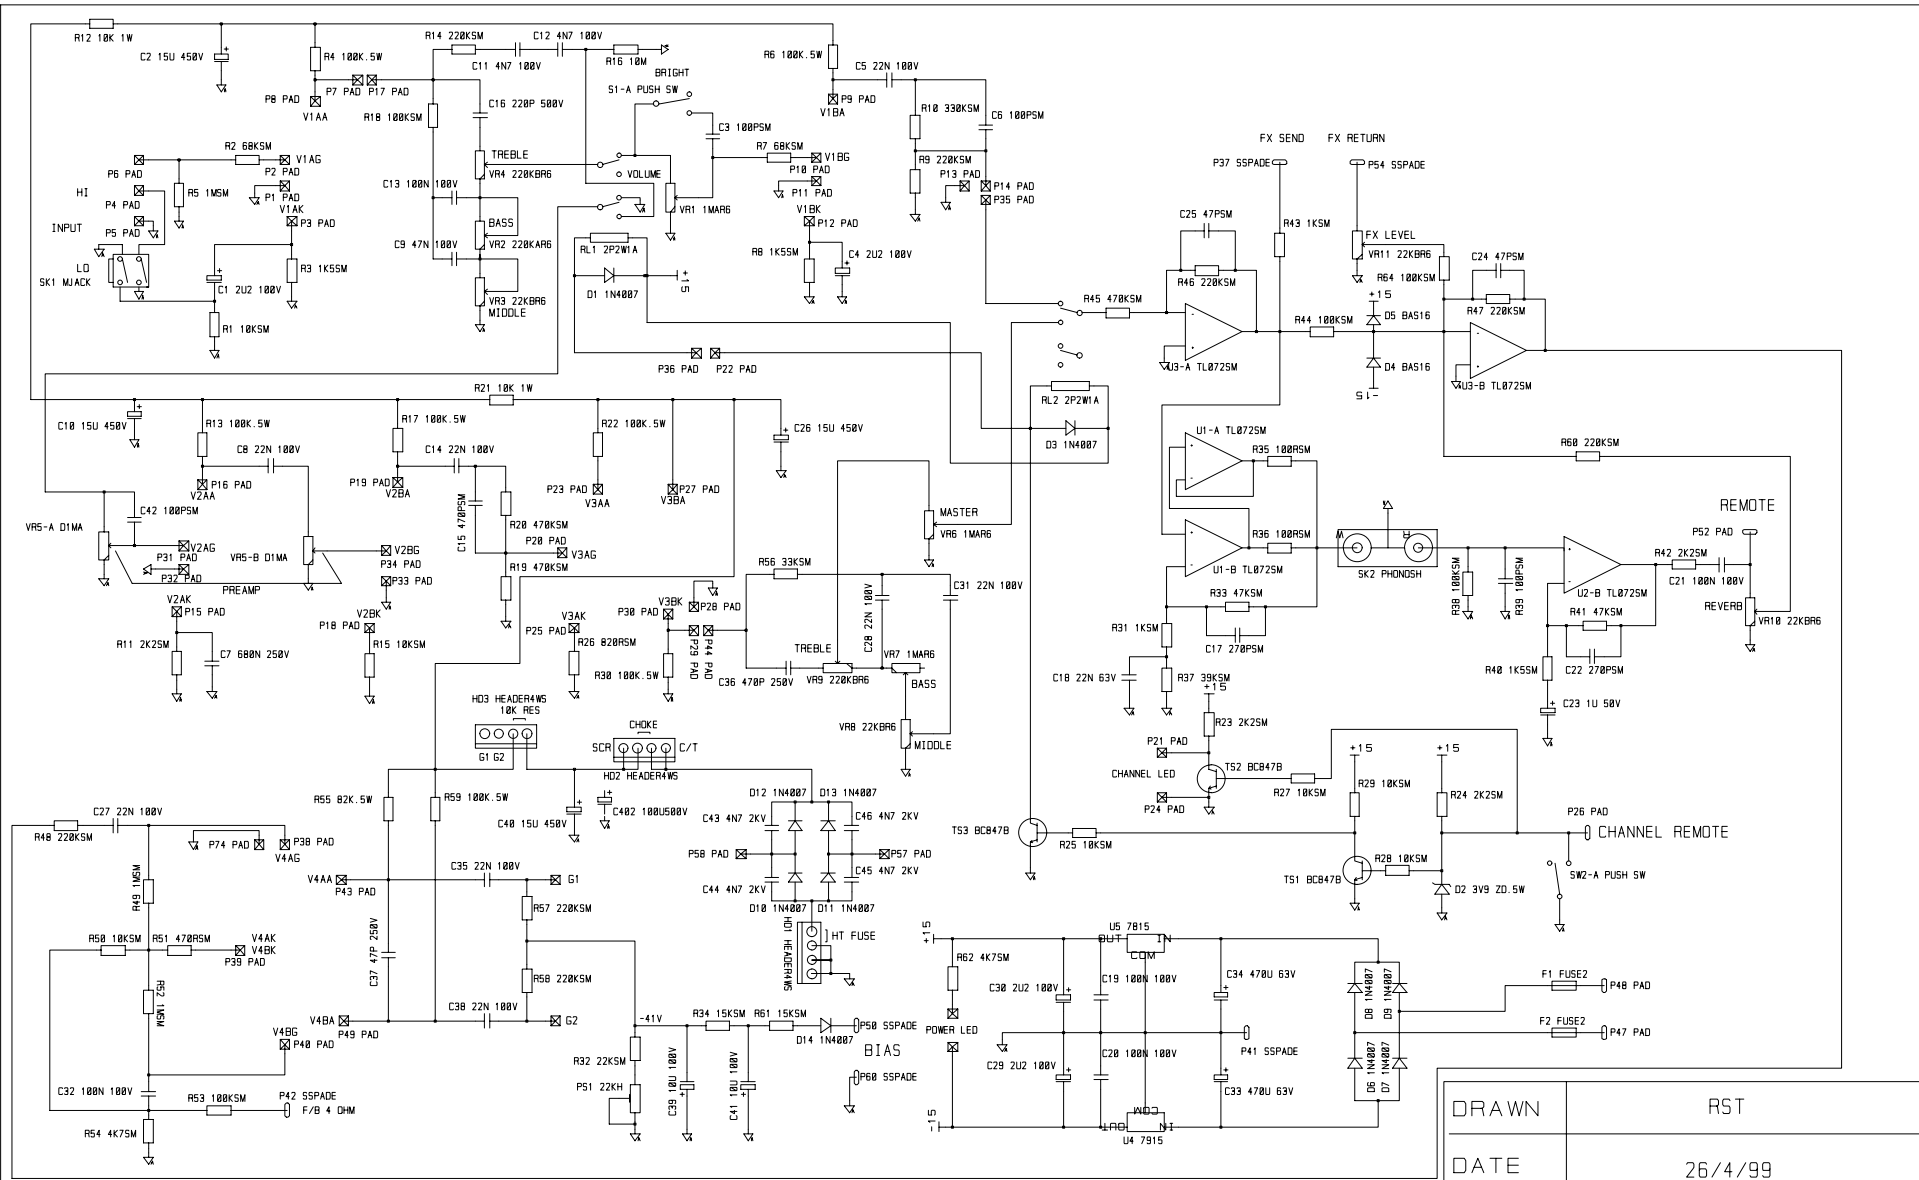 R12 10K 1W
C2 15U 450V
R4 100K.5W
P8 PAD
V1AA
P7 PAD
P17 PAD
R14 220KSM
C11 4N7 100V
C12 4N7 100V
R16 10M
BRIGHT
S1-A PUSH SW
R6 100K.5W
C5 22N 100V
P9 PAD
V1BA
R10 330KSM
C6 100PSM
R18 100KSM
C16 220P 500V
C3 100PSM
R2 68KSM
V1AG
P2 PAD
P6 PAD
HI
P4 PAD
R5 1MSM
P1 PAD
V1AK
P3 PAD
INPUT
P5 PAD
LO
SK1 MJACK
C1 2U2 100V
R3 1K5SM
R1 10KSM
TREBLE
VR4 220KBR6
C13 100N 100V
BASS
VR2 220KAR6
C9 47N 100V
VR3 22KBR6
MIDDLE
VOLUME
VR1 1MAR6
R7 68KSM
V1BG
P10 PAD
P11 PAD
V1BK
P12 PAD
R8 1K5SM
C4 2U2 100V
RL1 2P2W1A
D1 1N4007
+15
R9 220KSM
P13 PAD
P14 PAD
P35 PAD
P36 PAD
P22 PAD
FX SEND
FX RETURN
P37 SSPADE
P54 SSPADE
C25 47PSM
R43 1KSM
FX LEVEL
VR11 22KBR6
R64 100KSM
C24 47PSM
R46 220KSM
R45 470KSM
+15
D5 BAS16
R47 220KSM
R44 100KSM
U3-A TL072SM
D4 BAS16
-15
U3-B TL072SM
RL2 2P2W1A
D3 1N4007
R21 10K 1W
C10 15U 450V
R13 100K.5W
C8 22N 100V
R17 100K.5W
C14 22N 100V
R22 100K.5W
C26 15U 450V
P16 PAD
V2AA
P19 PAD
V2BA
P23 PAD
V3AA
P27 PAD
V3BA
C42 100PSM
VR5-A D1MA
V2AG
P31 PAD
P32 PAD
VR5-B D1MA
PREAMP
V2BG
P34 PAD
P33 PAD
C15 470PSM
R20 470KSM
P20 PAD
V3AG
R19 470KSM
MASTER
VR6 1MAR6
V2AK
P15 PAD
R11 2K2SM
C7 680N 250V
V2BK
P18 PAD
R15 10KSM
V3AK
P25 PAD
R26 820RSM
V3BK
P30 PAD
P28 PAD
P29 PAD
P44 PAD
R30 100K.5W
R56 33KSM
C28 22N 100V
C31 22N 100V
TREBLE
VR7 1MAR6
C36 470P 250V
VR9 220KBR6
BASS
VR8 22KBR6
MIDDLE
U1-A TL072SM
R35 100RSM
R60 220KSM
REMOTE
P52 PAD
R36 100RSM
U1-B TL072SM
SK2 PHONOSH
W
R
R42 2K2SM
C21 100N 100V
R38 100KSM
R39 100PSM
U2-B TL072SM
REVERB
VR10 22KBR6
R33 47KSM
R41 47KSM
R31 1KSM
C17 270PSM
R40 1K5SM
C22 270PSM
C18 22N 63V
R37 39KSM
C23 1U 50V
+15
R23 2K2SM
P21 PAD
CHANNEL LED
TS2 BC847B
P24 PAD
R27 10KSM
+15
+15
R29 10KSM
R24 2K2SM
P26 PAD
CHANNEL REMOTE
TS3 BC847B
R25 10KSM
R28 10KSM
TS1 BC847B
D2 3V9 ZD.5W
SW2-A PUSH SW
HD3 HEADER4WS
10K RES
G1 G2
CHOKE
SCR
C/T
HD2 HEADER4WS
R55 82K.5W
R59 100K.5W
C40 15U 450V
C402 100U500V
D12 1N4007
D13 1N4007
C43 4N7 2KV
C46 4N7 2KV
P58 PAD
P57 PAD
C44 4N7 2KV
C45 4N7 2KV
D10 1N4007
D11 1N4007
HD1 HEADER4WS
HT FUSE
C27 22N 100V
R48 220KSM
P74 PAD
P38 PAD
V4AG
R49 1MSM
V4AA
P43 PAD
C35 22N 100V
G1
R57 220KSM
R50 10KSM
R51 470RSM
V4AK
V4BK
P39 PAD
C37 47P 250V
R58 220KSM
R52 1MSM
C38 22N 100V
V4BA
P49 PAD
G2
V4BG
P40 PAD
C32 100N 100V
R53 100KSM
P42 SSPADE
F/B 4 OHM
R54 4K7SM
-41V
R34 15KSM
R61 15KSM
D14 1N4007
P50 SSPADE
BIAS
P60 SSPADE
R32 22KSM
PS1 22KH
C39 10U 100V
C41 10U 100V
+15
R62 4K7SM
POWER LED
-15
U5 7815
OUT
IN
COM
C30 2U2 100V
C19 100N 100V
C34 470U 63V
C29 2U2 100V
C20 100N 100V
P41 SSPADE
C33 470U 63V
COM
OUT
IN
U4 7915
D8 1N4007
D9 1N4007
D6 1N4007
D7 1N4007
F1 FUSE2
P48 PAD
F2 FUSE2
P47 PAD
DRAWN
RST
DATE
26/4/99